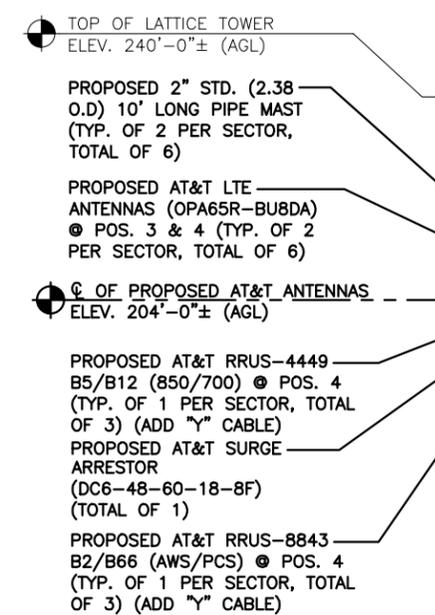 TOP OF LATTICE TOWER
ELEV. 240'-0"± (AGL)
PROPOSED 2" STD. (2.38
O.D) 10' LONG PIPE MAST
(TYP. OF 2 PER SECTOR,
TOTAL OF 6)
PROPOSED AT&T LTE
ANTENNAS (OPA65R-BU8DA)
@ POS. 3 & 4 (TYP. OF 2
PER SECTOR, TOTAL OF 6)
℄ OF PROPOSED AT&T ANTENNAS
ELEV. 204'-0"± (AGL)
PROPOSED AT&T RRUS-4449
B5/B12 (850/700) @ POS. 4
(TYP. OF 1 PER SECTOR, TOTAL
OF 3) (ADD "Y" CABLE)
PROPOSED AT&T SURGE
ARRESTOR
(DC6-48-60-18-8F)
(TOTAL OF 1)
PROPOSED AT&T RRUS-8843
B2/B66 (AWS/PCS) @ POS. 4
(TYP. OF 1 PER SECTOR, TOTAL
OF 3) (ADD "Y" CABLE)